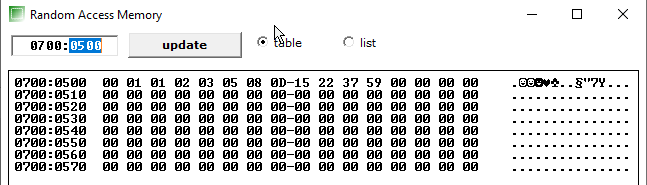 Random Access Memory
0700:0500 update table list
0700:0500 00 01 01 02 03 05 08 0D-15 22 37 59 00 00 00 00 .☺☺☻♥♣..§"7Y....
0700:0510 00 00 00 00 00 00 00 00-00 00 00 00 00 00 00 00 ................
0700:0520 00 00 00 00 00 00 00 00-00 00 00 00 00 00 00 00 ................
0700:0530 00 00 00 00 00 00 00 00-00 00 00 00 00 00 00 00 ................
0700:0540 00 00 00 00 00 00 00 00-00 00 00 00 00 00 00 00 ................
0700:0550 00 00 00 00 00 00 00 00-00 00 00 00 00 00 00 00 ................
0700:0560 00 00 00 00 00 00 00 00-00 00 00 00 00 00 00 00 ................
0700:0570 00 00 00 00 00 00 00 00-00 00 00 00 00 00 00 00 ................